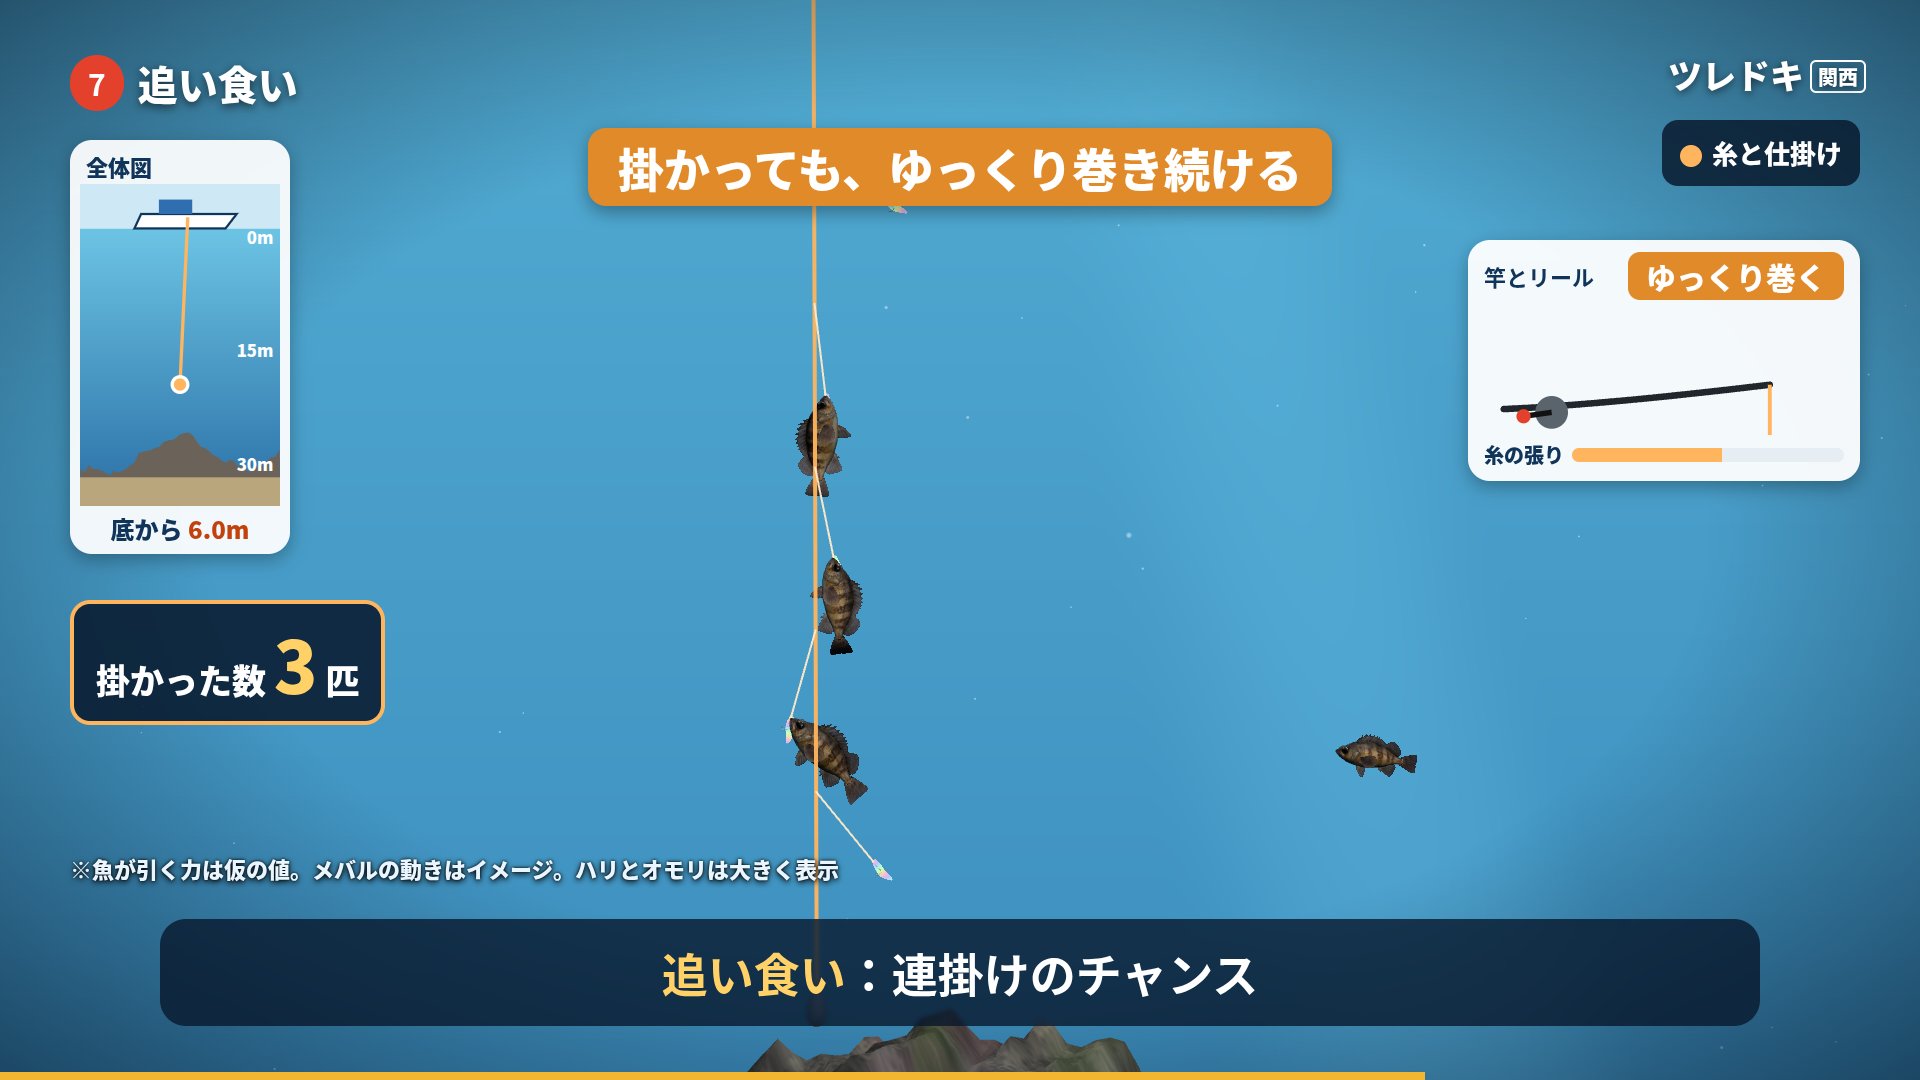 7 追い食い
ツレドキ 関西
糸と仕掛け
全体図
0m
15m
30m
底から 6.0m
掛かっても、ゆっくり巻き続ける
竿とリール ゆっくり巻く
糸の張り
掛かった数 3 匹
※魚が引く力は仮の値。メバルの動きはイメージ。ハリとオモリは大きく表示
追い食い：連掛けのチャンス